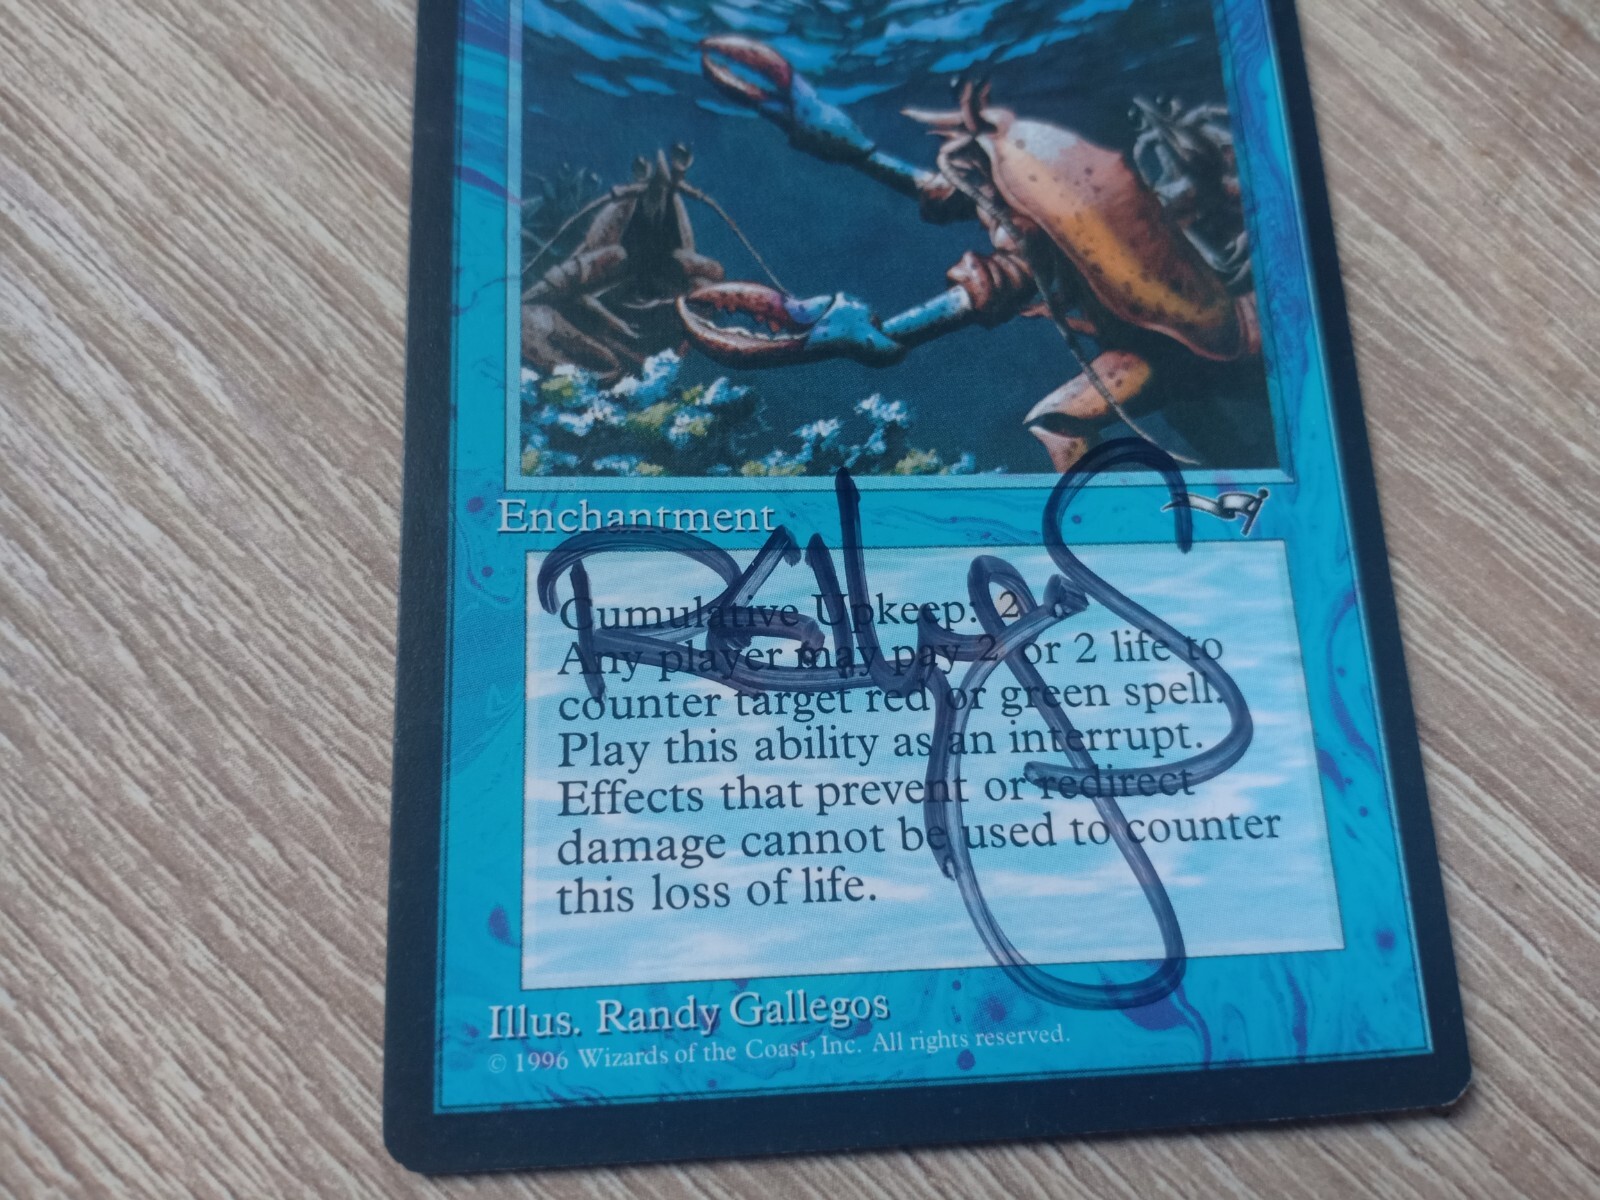 Enchantment
Cumulative Upkeep: 2
Any player may pay 2 or 2 life to
counter target red or green spell.
Play this ability as an interrupt.
Effects that prevent or redirect
damage cannot be used to counter
this loss of life.
Illus. Randy Gallegos
© 1996 Wizards of the Coast, Inc. All rights reserved.